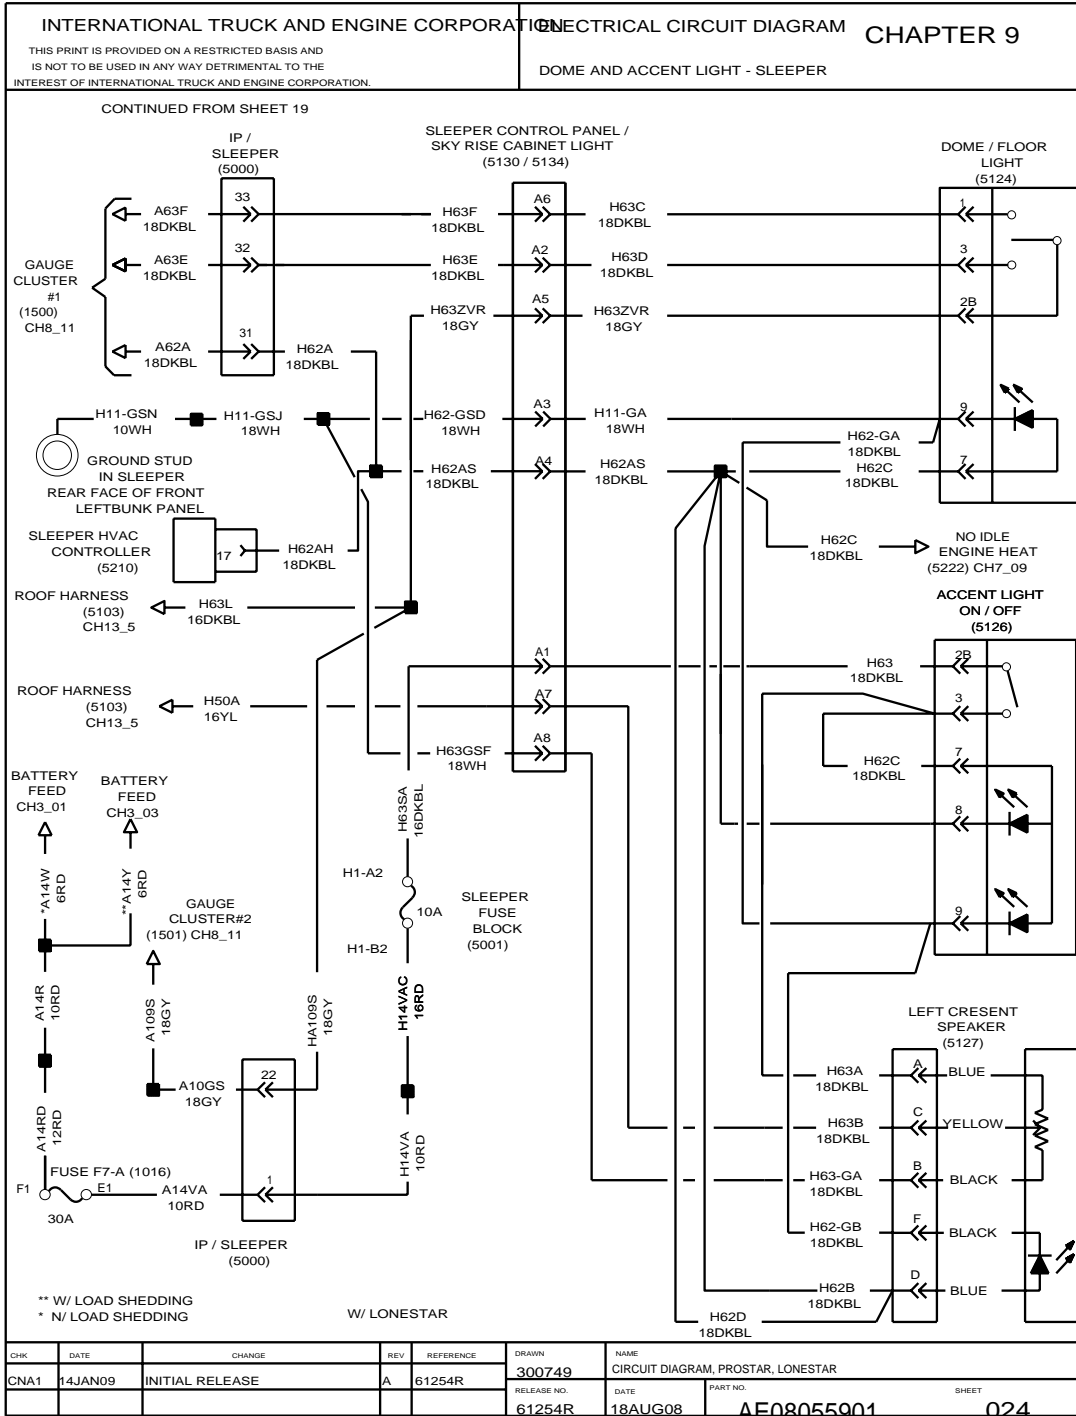 INTERNATIONAL TRUCK AND ENGINE CORPORATION
THIS PRINT IS PROVIDED ON A RESTRICTED BASIS AND
IS NOT TO BE USED IN ANY WAY DETRIMENTAL TO THE
INTEREST OF INTERNATIONAL TRUCK AND ENGINE CORPORATION.
ELECTRICAL CIRCUIT DIAGRAM
CHAPTER 9
DOME AND ACCENT LIGHT - SLEEPER
CONTINUED FROM SHEET 19
IP /
SLEEPER
(5000)
SLEEPER CONTROL PANEL /
SKY RISE CABINET LIGHT
(5130 / 5134)
DOME / FLOOR
LIGHT
(5124)
A63F
18DKBL
33
H63F
18DKBL
A6
H63C
18DKBL
1
A63E
18DKBL
32
H63E
18DKBL
A2
H63D
18DKBL
3
GAUGE
CLUSTER
#1
(1500)
CH8_11
H63ZVR
18GY
A5
H63ZVR
18GY
2B
A62A
18DKBL
31
H62A
18DKBL
H11-GSN
10WH
H11-GSJ
18WH
H62-GSD
18WH
A3
H11-GA
18WH
9
H62-GA
18DKBL
GROUND STUD
IN SLEEPER
REAR FACE OF FRONT
LEFTBUNK PANEL
H62AS
18DKBL
A4
H62AS
18DKBL
H62C
18DKBL
7
SLEEPER HVAC
CONTROLLER
(5210)
17
H62AH
18DKBL
H62C
18DKBL
NO IDLE
ENGINE HEAT
(5222) CH7_09
ROOF HARNESS
(5103)
CH13_5
H63L
16DKBL
ACCENT LIGHT
ON / OFF
(5126)
A1
H63
18DKBL
2B
ROOF HARNESS
(5103)
CH13_5
H50A
16YL
A7
3
H63GSF
18WH
A8
H62C
18DKBL
7
BATTERY
FEED
CH3_01
BATTERY
FEED
CH3_03
H63SA
16DKBL
8
*A14W
6RD
**A14Y
6RD
H1-A2
10A
H1-B2
SLEEPER
FUSE
BLOCK
(5001)
9
GAUGE
CLUSTER#2
(1501) CH8_11
A14R
10RD
A109S
18GY
HA109S
18GY
H14VAC
16RD
LEFT CRESENT
SPEAKER
(5127)
A10GS
18GY
22
H63A
18DKBL
A
BLUE
A14RD
12RD
H14VA
10RD
H63B
18DKBL
C
YELLOW
FUSE F7-A (1016)
F1
E1
30A
A14VA
10RD
1
H63-GA
18DKBL
B
BLACK
IP / SLEEPER
(5000)
H62-GB
18DKBL
F
BLACK
H62B
18DKBL
D
BLUE
H62D
18DKBL
** W/ LOAD SHEDDING
* N/ LOAD SHEDDING
W/ LONESTAR
CHK DATE CHANGE REV REFERENCE
CNA1 14JAN09 INITIAL RELEASE A 61254R
DRAWN
300749
NAME
CIRCUIT DIAGRAM, PROSTAR, LONESTAR
RELEASE NO.
61254R
DATE
18AUG08
PART NO.
AE08055901
SHEET
024